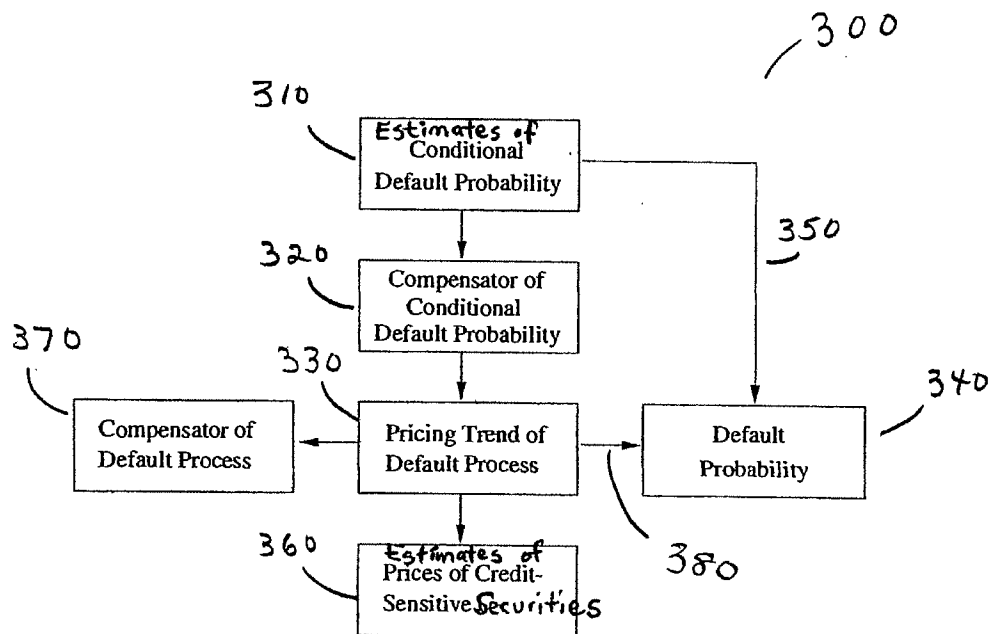 300
310
Estimates of
Conditional
Default Probability
350
320
Compensator of
Conditional
Default Probability
370
330
340
Compensator of
Default Process
Pricing Trend of
Default Process
Default
Probability
360
380
Estimates of
Prices of Credit-
Sensitive Securities